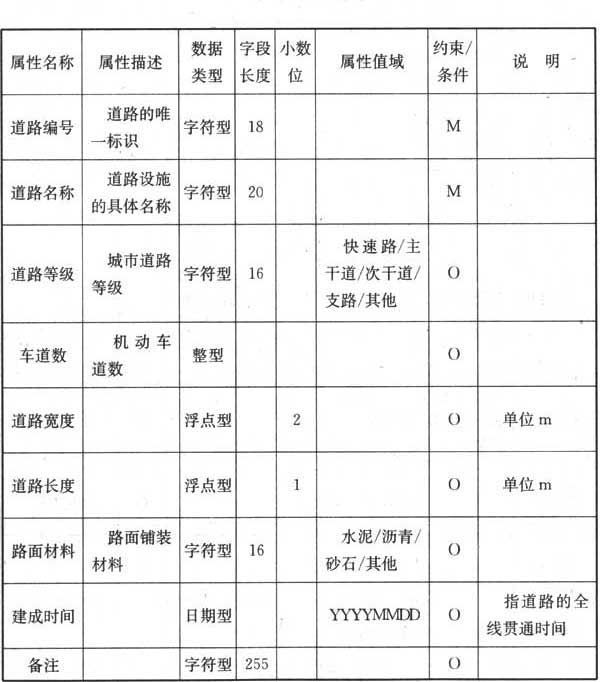 属性名称 属性描述 数据类型 字段长度 小数位 属性值域 约束/条件 说 明
道路编号 道路的唯一标识 字符型 18 M
道路名称 道路设施的具体名称 字符型 20 M
道路等级 城市道路等级 字符型 16 快速路/主干道/次干道/支路/其他 O
车道数 机动车道数 整型 O
道路宽度 浮点型 2 O 单位 m
道路长度 浮点型 1 O 单位 m
路面材料 路面铺装材料 字符型 16 水泥/沥青/砂石/其他 O
建成时间 日期型 YYYYMMDD O 指道路的全线贯通时间
备注 字符型 255 O